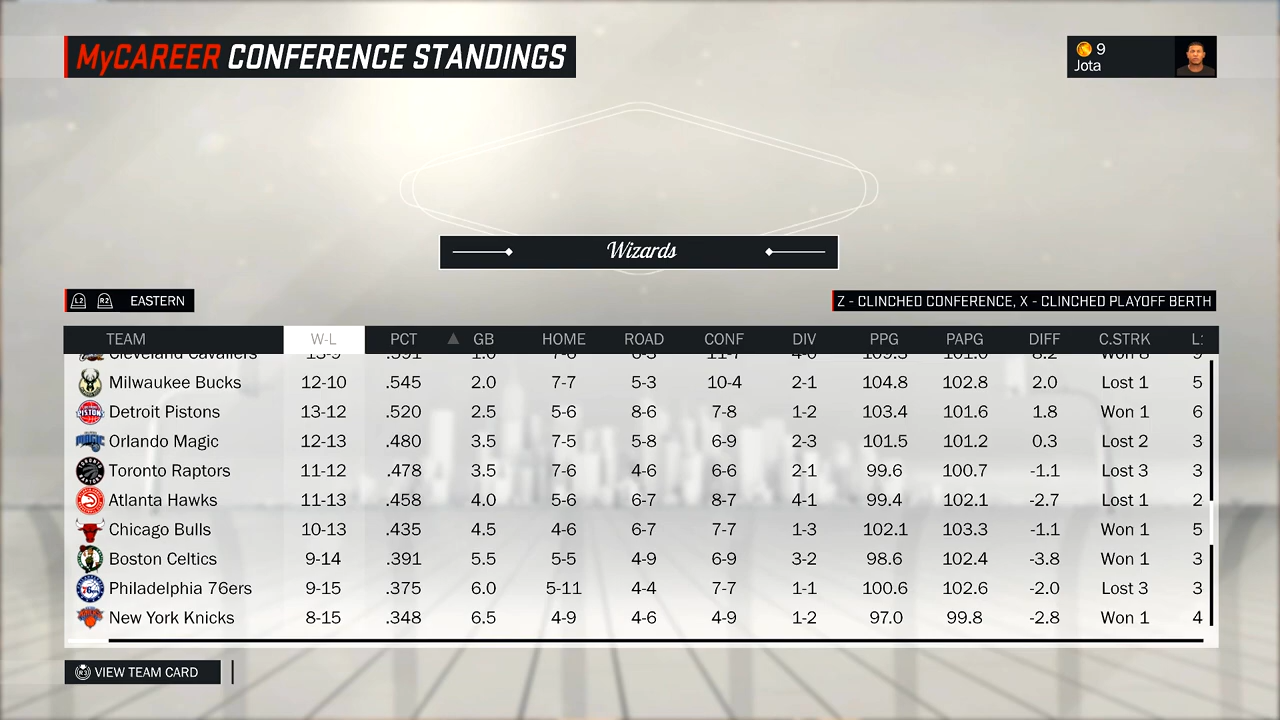 MyCAREER CONFERENCE STANDINGS
9
Jota
Wizards
L2 R2 EASTERN
Z - CLINCHED CONFERENCE, X - CLINCHED PLAYOFF BERTH
TEAM W-L PCT GB HOME ROAD CONF DIV PPG PAPG DIFF C.STRK L:
Cleveland Cavaliers
Milwaukee Bucks 12-10 .545 2.0 7-7 5-3 10-4 2-1 104.8 102.8 2.0 Lost 1 5
Detroit Pistons 13-12 .520 2.5 5-6 8-6 7-8 1-2 103.4 101.6 1.8 Won 1 6
Orlando Magic 12-13 .480 3.5 7-5 5-8 6-9 2-3 101.5 101.2 0.3 Lost 2 3
Toronto Raptors 11-12 .478 3.5 7-6 4-6 6-6 2-1 99.6 100.7 -1.1 Lost 3 3
Atlanta Hawks 11-13 .458 4.0 5-6 6-7 8-7 4-1 99.4 102.1 -2.7 Lost 1 2
Chicago Bulls 10-13 .435 4.5 4-6 6-7 7-7 1-3 102.1 103.3 -1.1 Won 1 5
Boston Celtics 9-14 .391 5.5 5-5 4-9 6-9 3-2 98.6 102.4 -3.8 Won 1 3
Philadelphia 76ers 9-15 .375 6.0 5-11 4-4 7-7 1-1 100.6 102.6 -2.0 Lost 3 3
New York Knicks 8-15 .348 6.5 4-9 4-6 4-9 1-2 97.0 99.8 -2.8 Won 1 4
R3 VIEW TEAM CARD